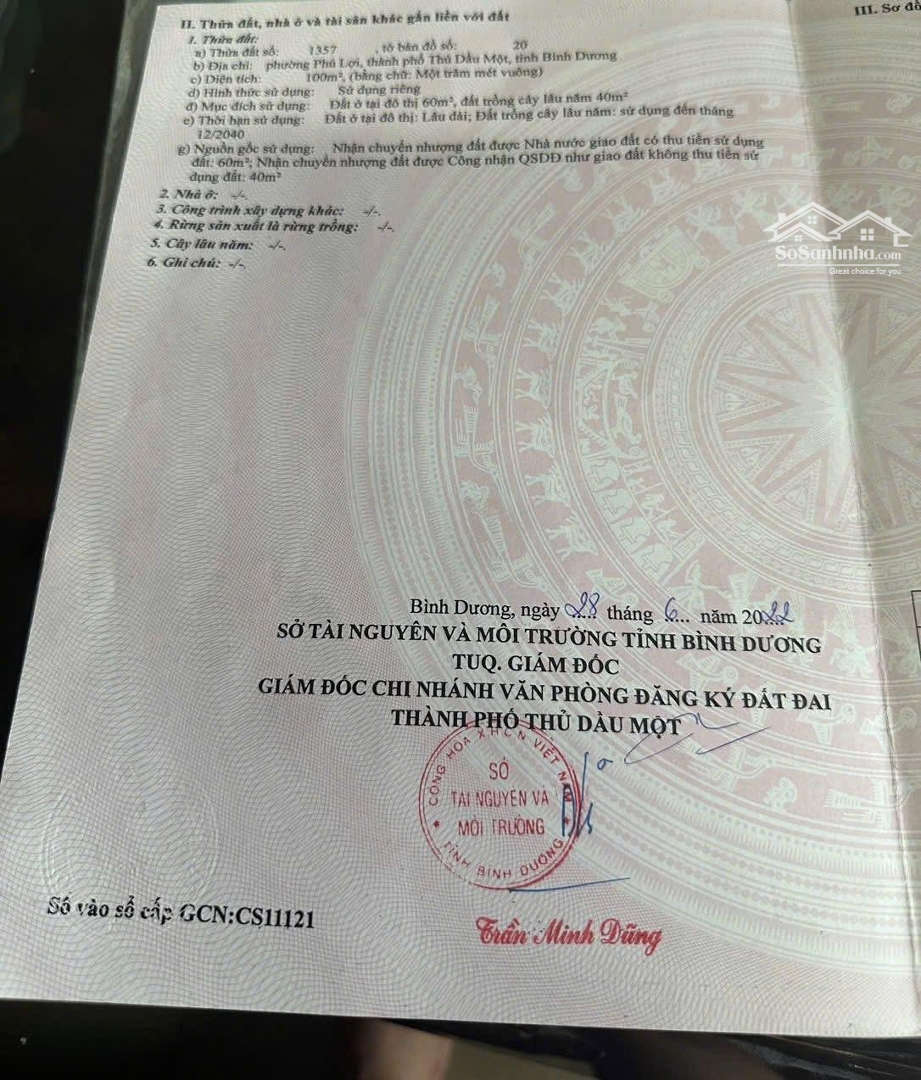 II. Thửa đất, nhà ở và tài sản khác gắn liền với đất
III. Sơ đồ
1. Thửa đất:
a) Thửa đất số: 1357 , tờ bản đồ số: 20
b) Địa chỉ: phường Phú Lợi, thành phố Thủ Dầu Một, tỉnh Bình Dương
c) Diện tích: 100m², (bằng chữ: Một trăm mét vuông)
d) Hình thức sử dụng: Sử dụng riêng
đ) Mục đích sử dụng: Đất ở tại đô thị 60m², đất trồng cây lâu năm 40m²
e) Thời hạn sử dụng: Đất ở tại đô thị: Lâu dài; Đất trồng cây lâu năm: sử dụng đến tháng
12/2040
g) Nguồn gốc sử dụng: Nhận chuyển nhượng đất được Nhà nước giao đất có thu tiền sử dụng
đất: 60m²; Nhận chuyển nhượng đất được Công nhận QSDĐ như giao đất không thu tiền sử
dụng đất: 40m²
2. Nhà ở: -/-.
3. Công trình xây dựng khác: -/-.
4. Rừng sản xuất là rừng trồng: -/-.
5. Cây lâu năm: -/-.
6. Ghi chú: -/-.
SoSanhnha.com
Great choice for you
Bình Dương, ngày 28 tháng 6 năm 2022
SỞ TÀI NGUYÊN VÀ MÔI TRƯỜNG TỈNH BÌNH DƯƠNG
TUQ. GIÁM ĐỐC
GIÁM ĐỐC CHI NHÁNH VĂN PHÒNG ĐĂNG KÝ ĐẤT ĐAI
THÀNH PHỐ THỦ DẦU MỘT
CỘNG HÒA X.H.C.N VIỆT NAM
SỞ
TÀI NGUYÊN VÀ
MÔI TRƯỜNG
TỈNH BÌNH DƯƠNG
Số vào sổ cấp GCN:CS11121
Trần Minh Dũng